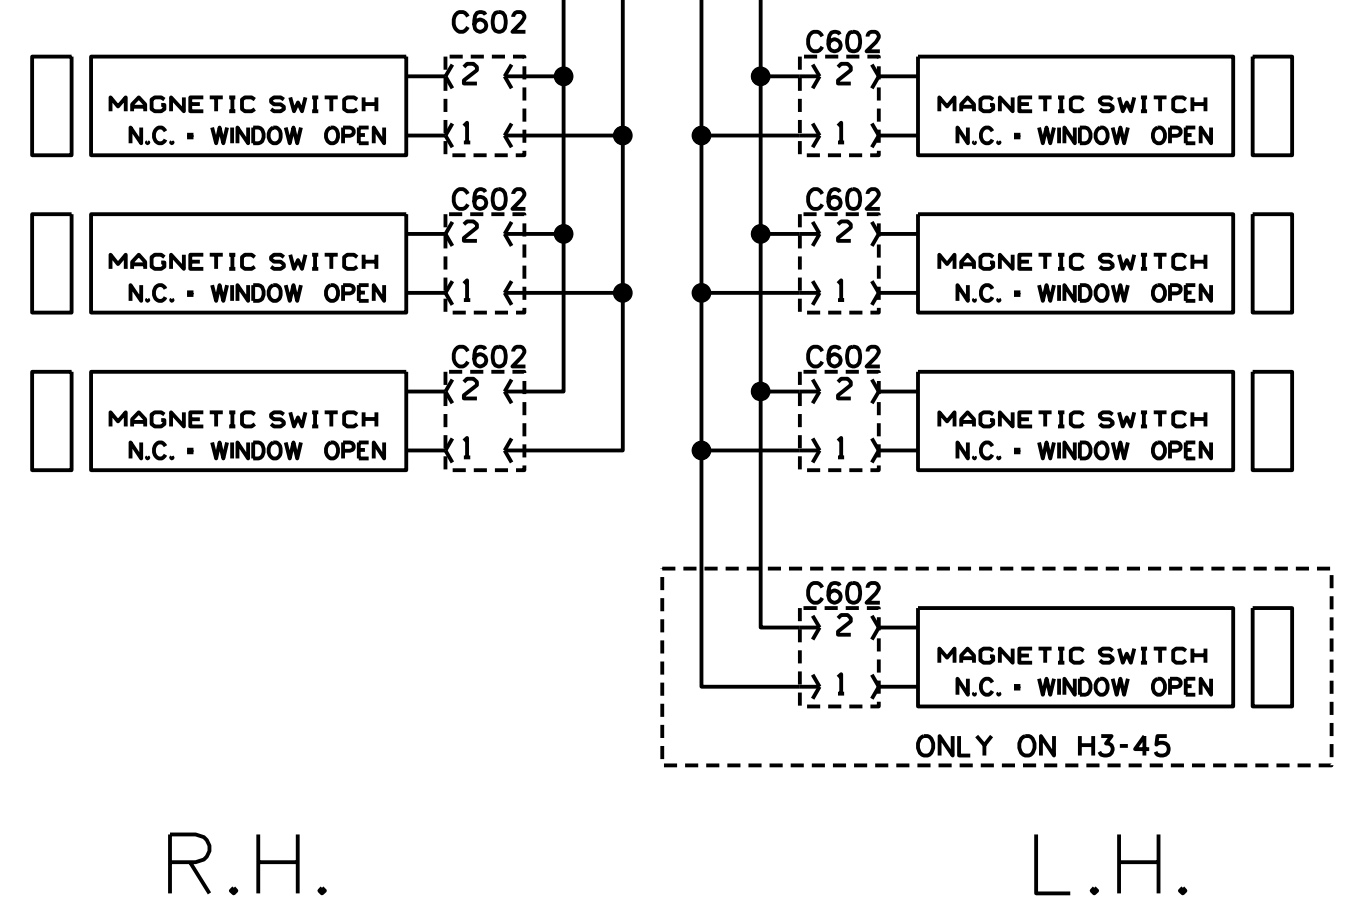 C602
2
MAGNETIC SWITCH
1
N.C. ▪ WINDOW OPEN
C602
2
MAGNETIC SWITCH
1
N.C. ▪ WINDOW OPEN
C602
2
MAGNETIC SWITCH
1
N.C. ▪ WINDOW OPEN
R.H.
C602
2
MAGNETIC SWITCH
1
N.C. ▪ WINDOW OPEN
C602
2
MAGNETIC SWITCH
1
N.C. ▪ WINDOW OPEN
C602
2
MAGNETIC SWITCH
1
N.C. ▪ WINDOW OPEN
C602
2
MAGNETIC SWITCH
1
N.C. ▪ WINDOW OPEN
ONLY ON H3-45
L.H.